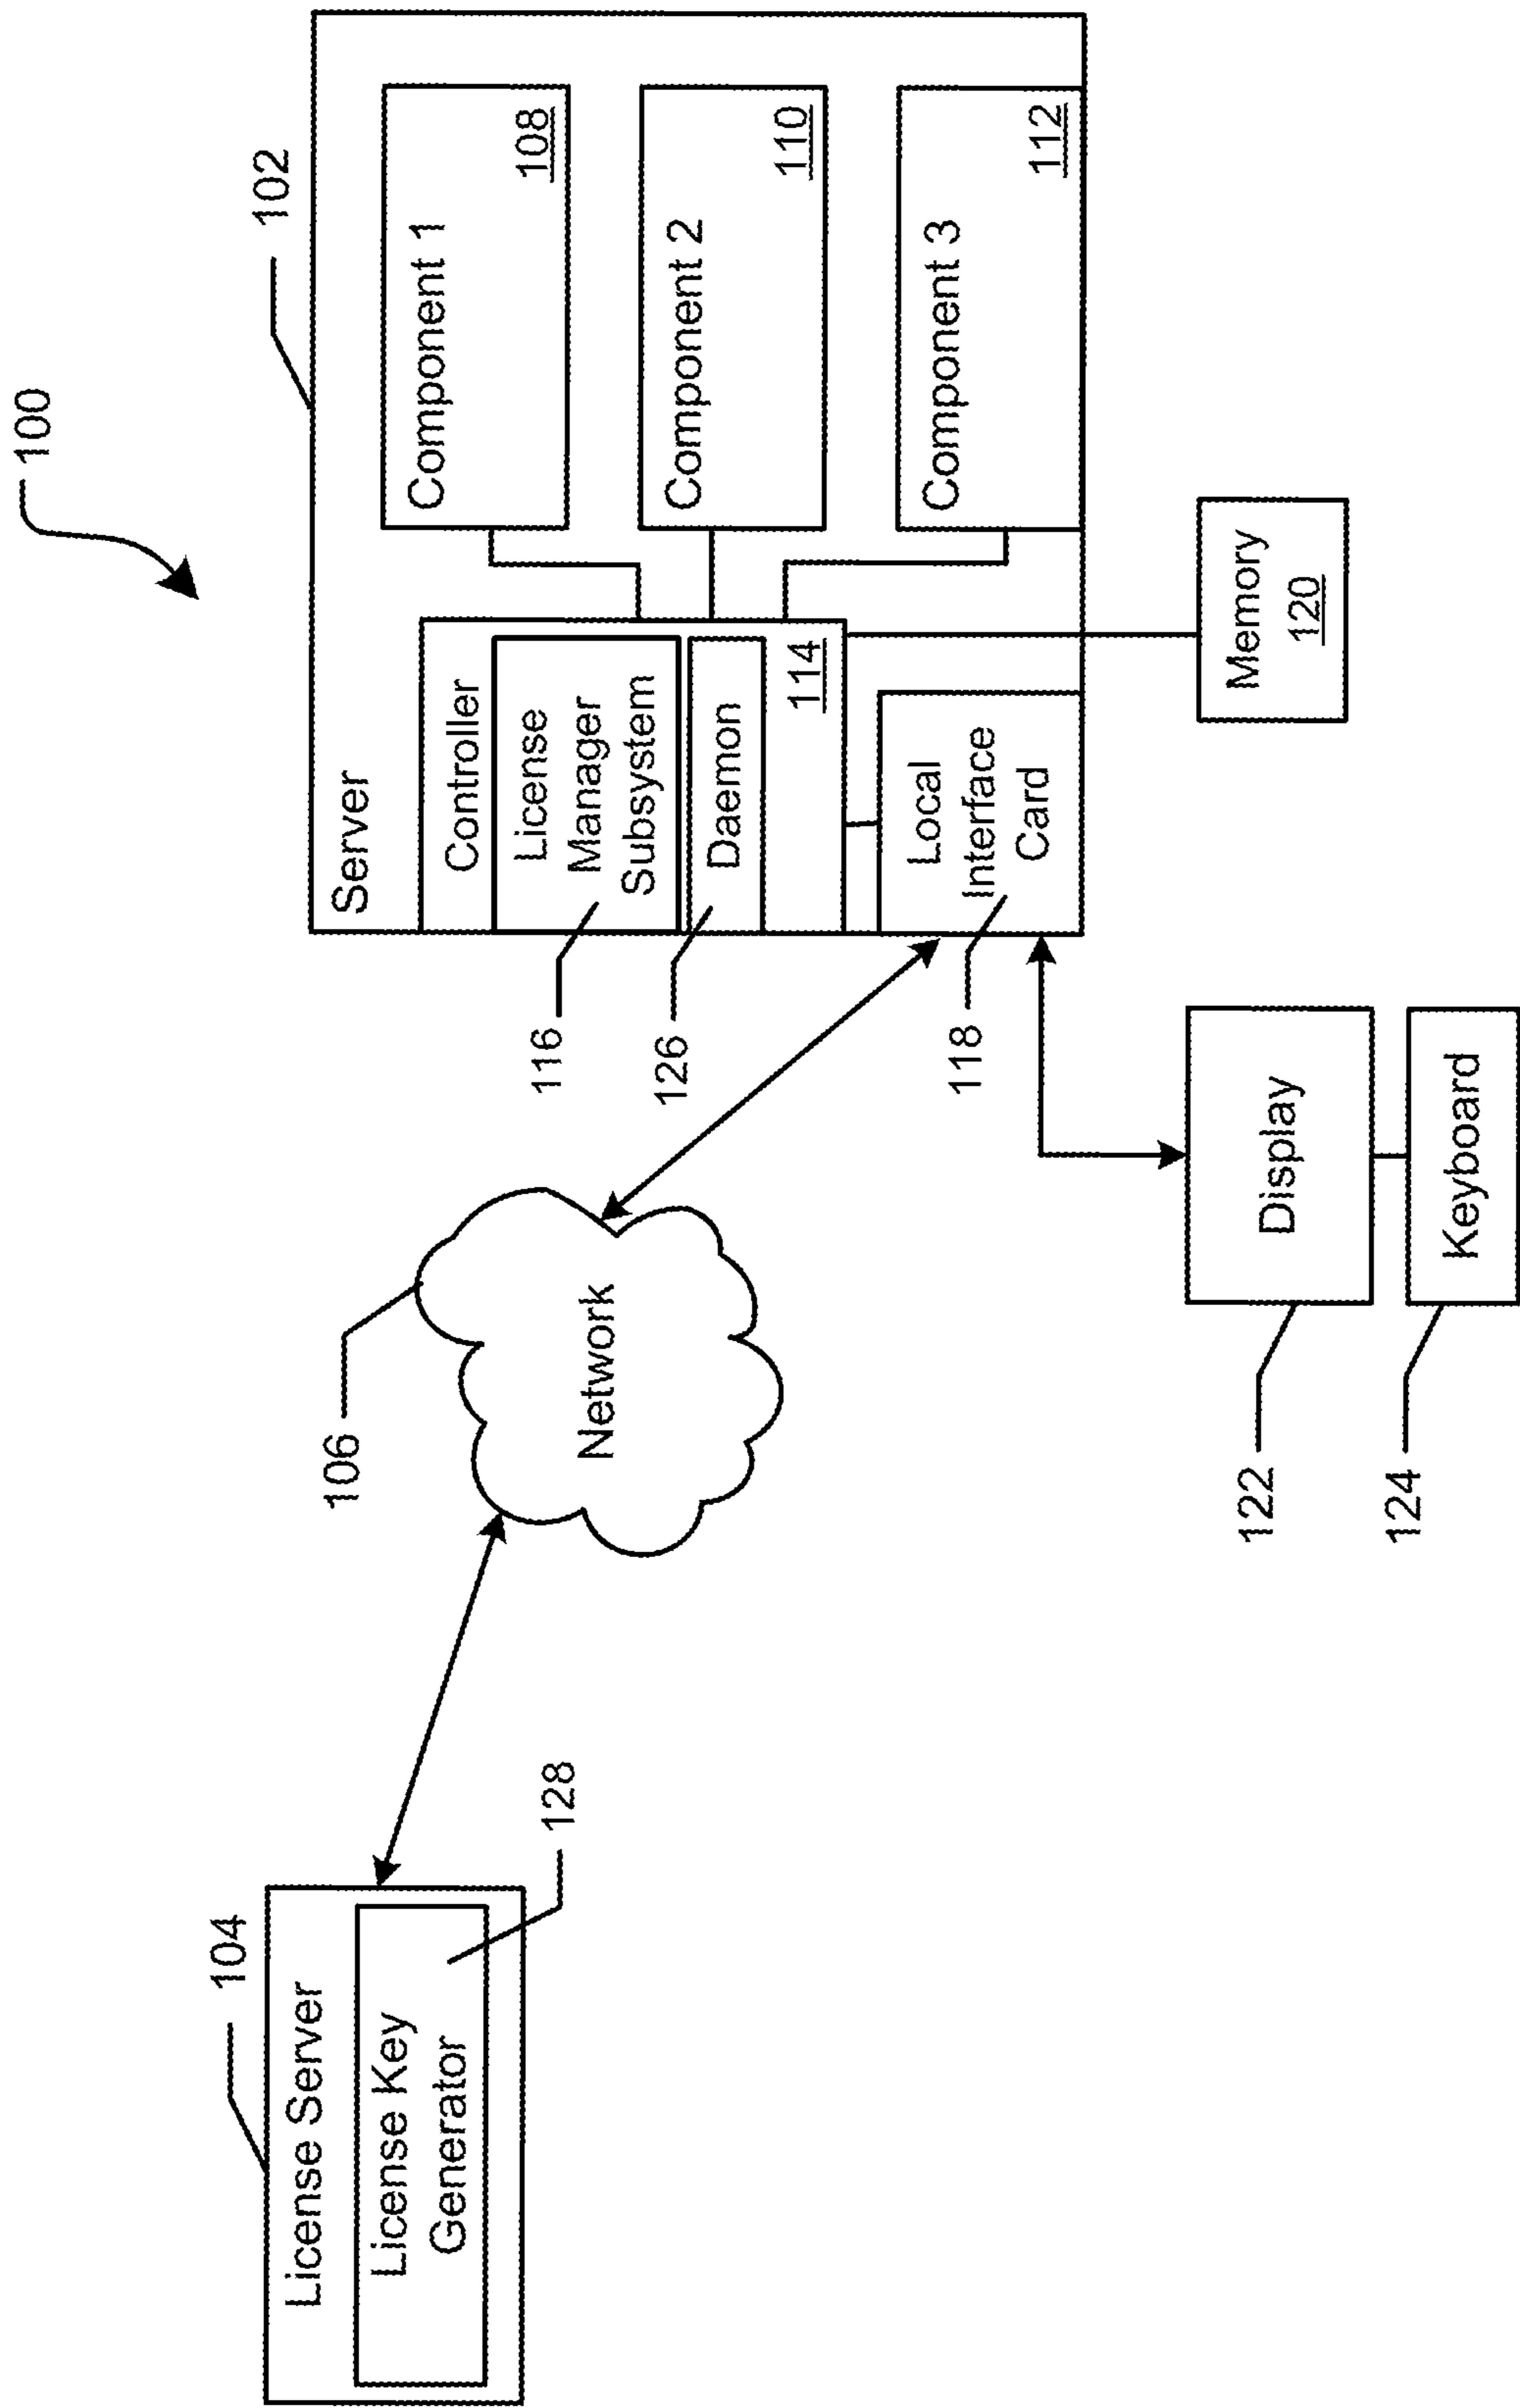 100
102
104
License Server
License Key
Generator
128
106
Network
Server
Controller
License
Manager
Subsystem
116
Daemon
126
114
Local
Interface
Card
118
Component 1
108
Component 2
110
Component 3
112
Memory
120
Display
122
Keyboard
124